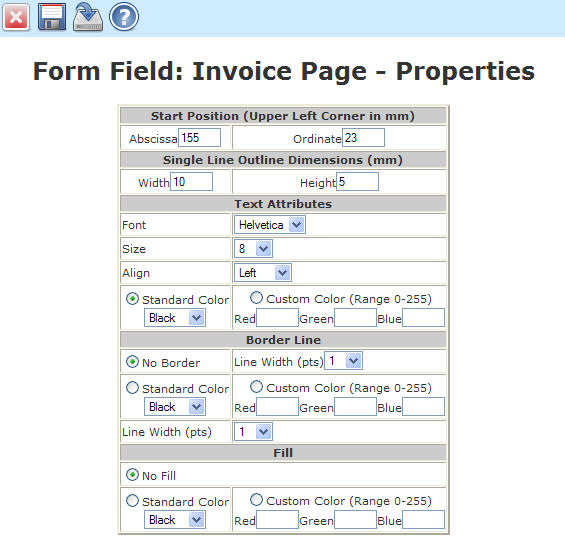 Form Field: Invoice Page - Properties
Start Position (Upper Left Corner in mm)
Abscissa 155 Ordinate 23
Single Line Outline Dimensions (mm)
Width 10 Height 5
Text Attributes
Font Helvetica
Size 8
Align Left
Standard Color Custom Color (Range 0-255)
Black Red Green Blue
Border Line
No Border Line Width (pts) 1
Standard Color Custom Color (Range 0-255)
Black Red Green Blue
Line Width (pts) 1
Fill
No Fill
Standard Color Custom Color (Range 0-255)
Black Red Green Blue